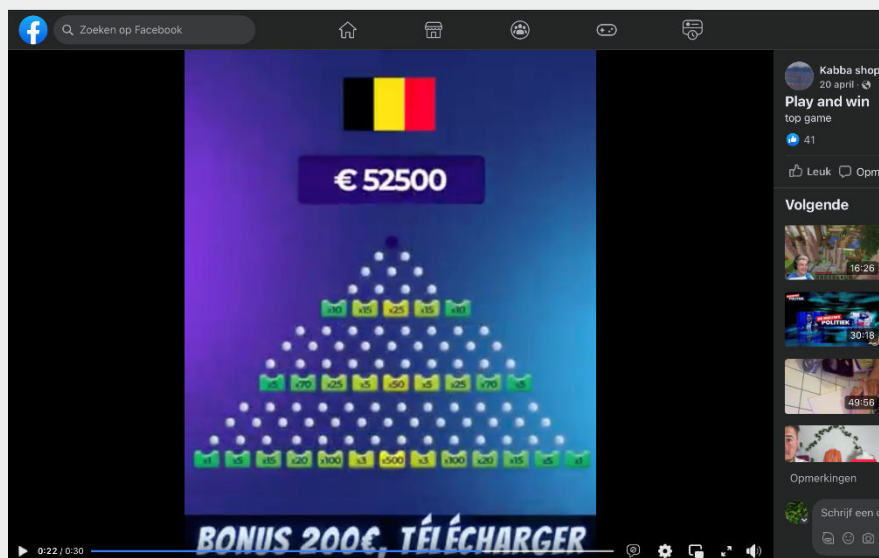 Zoeken op Facebook
Kabba shop
20 april
Play and win
top game
41
Leuk Opm
Volgende
16:26
POLITIEK
30:18
49:56
Opmerkingen
Schrijf een
€ 52500
x10 x15 x25 x15 x10
x5 x70 x25 x5 x50 x5 x25 x70 x5
x1 x5 x15 x20 x100 x3 x500 x3 x100 x20 x15 x5 x1
BONUS 200€, TÉLÉCHARGER
0:22 / 0:30